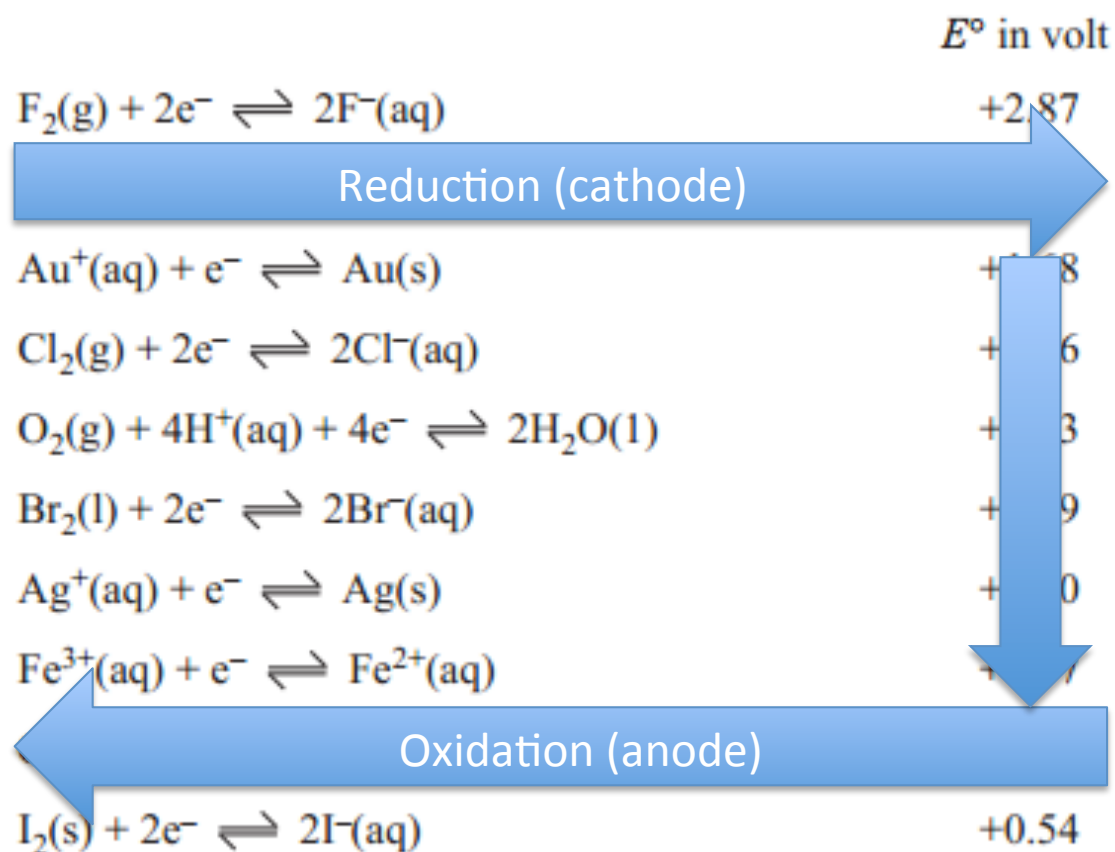 E° in volt
F₂(g) + 2e⁻ ⇌ 2F⁻(aq) +2.87
Reduction (cathode)
Au⁺(aq) + e⁻ ⇌ Au(s)
Cl₂(g) + 2e⁻ ⇌ 2Cl⁻(aq)
O₂(g) + 4H⁺(aq) + 4e⁻ ⇌ 2H₂O(1)
Br₂(l) + 2e⁻ ⇌ 2Br⁻(aq)
Ag⁺(aq) + e⁻ ⇌ Ag(s)
Fe³⁺(aq) + e⁻ ⇌ Fe²⁺(aq)
Oxidation (anode)
I₂(s) + 2e⁻ ⇌ 2I⁻(aq) +0.54